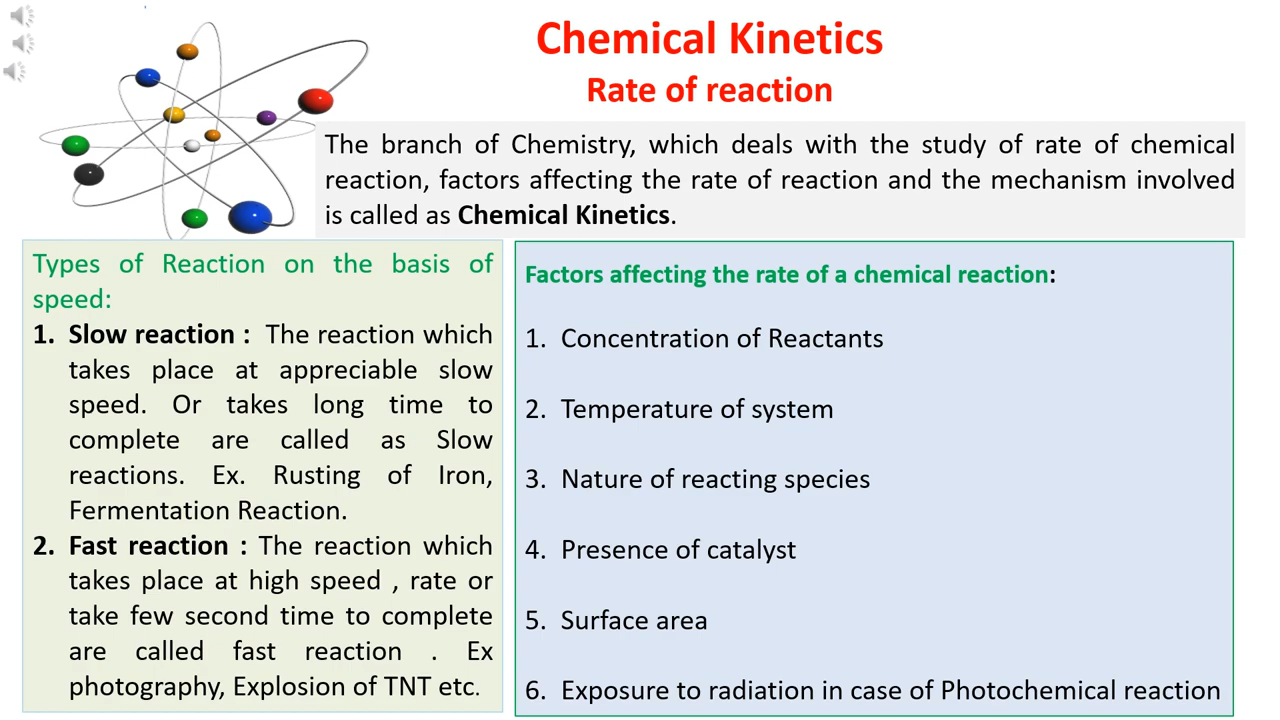 Chemical Kinetics
Rate of reaction
The branch of Chemistry, which deals with the study of rate of chemical
reaction, factors affecting the rate of reaction and the mechanism involved
is called as Chemical Kinetics.
Types of Reaction on the basis of
speed:
1. Slow reaction : The reaction which
takes place at appreciable slow
speed. Or takes long time to
complete are called as Slow
reactions. Ex. Rusting of Iron,
Fermentation Reaction.
2. Fast reaction : The reaction which
takes place at high speed , rate or
take few second time to complete
are called fast reaction . Ex
photography, Explosion of TNT etc.
Factors affecting the rate of a chemical reaction:
1. Concentration of Reactants
2. Temperature of system
3. Nature of reacting species
4. Presence of catalyst
5. Surface area
6. Exposure to radiation in case of Photochemical reaction